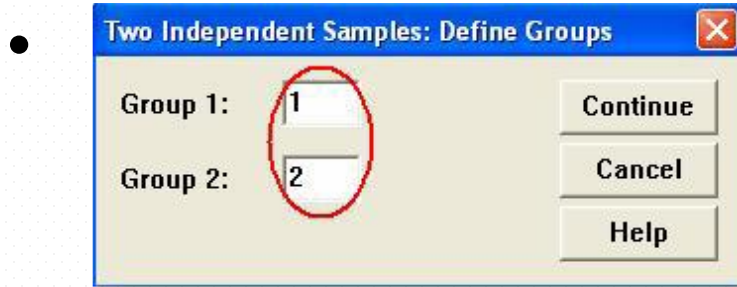 Two Independent Samples: Define Groups
Group 1: 1
Continue
Group 2: 2
Cancel
Help